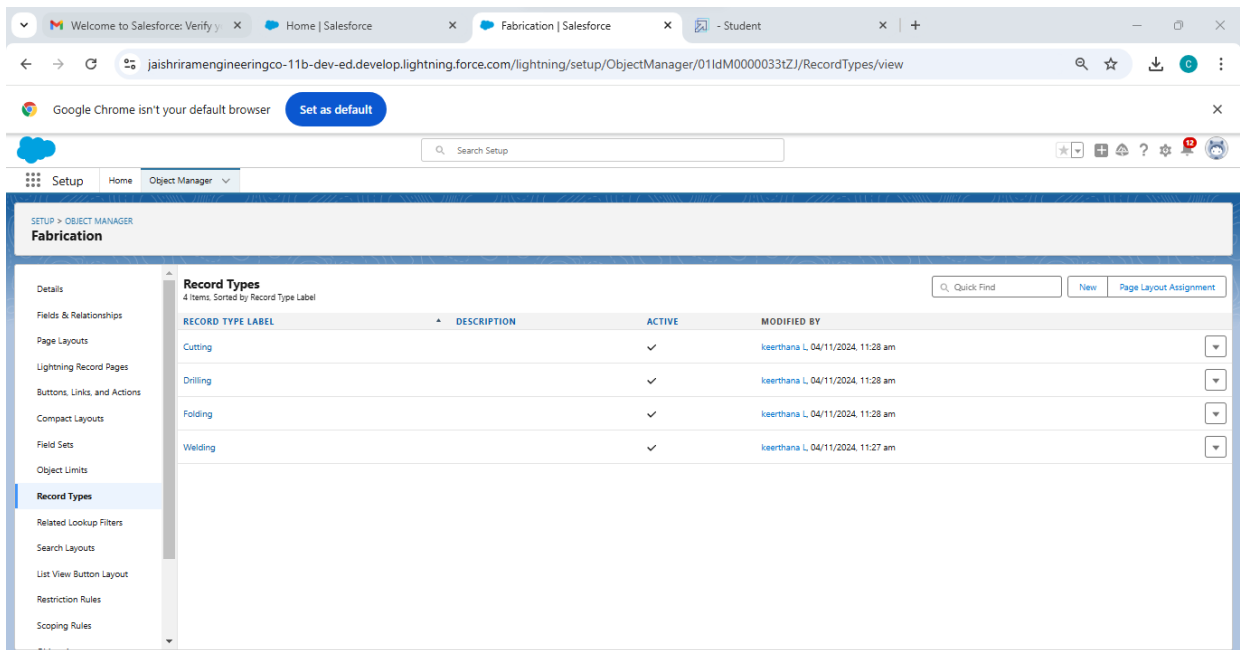 Welcome to Salesforce: Verify y
Home | Salesforce
Fabrication | Salesforce
- Student
jaishriramengineeringco-11b-dev-ed.develop.lightning.force.com/lightning/setup/ObjectManager/01IdM0000033tZJ/RecordTypes/view
C
Google Chrome isn't your default browser
Set as default
Search Setup
12
Setup
Home
Object Manager
SETUP > OBJECT MANAGER
Fabrication
Details
Fields & Relationships
Page Layouts
Lightning Record Pages
Buttons, Links, and Actions
Compact Layouts
Field Sets
Object Limits
Record Types
Related Lookup Filters
Search Layouts
List View Button Layout
Restriction Rules
Scoping Rules
Record Types
4 Items, Sorted by Record Type Label
Quick Find
New
Page Layout Assignment
RECORD TYPE LABEL DESCRIPTION ACTIVE MODIFIED BY
Cutting keerthana L, 04/11/2024, 11:28 am
Drilling keerthana L, 04/11/2024, 11:28 am
Folding keerthana L, 04/11/2024, 11:28 am
Welding keerthana L, 04/11/2024, 11:27 am